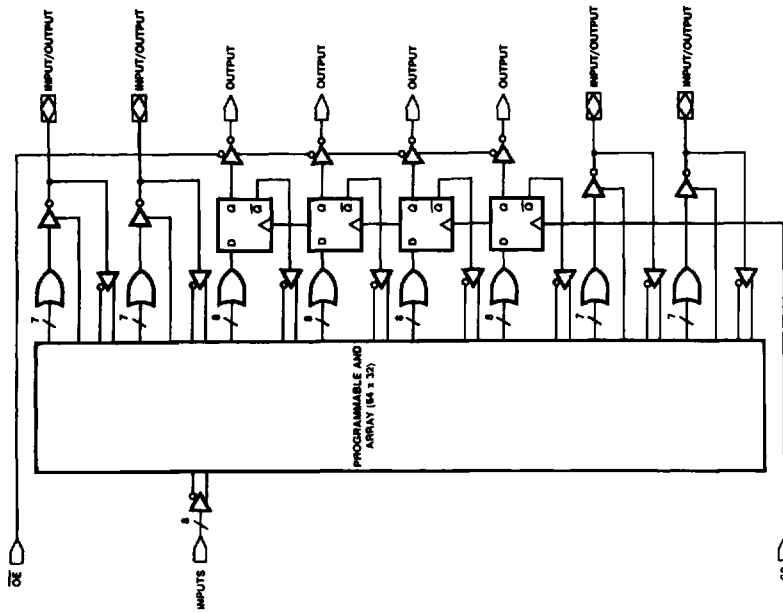 INPUT/OUTPUT
INPUT/OUTPUT
OUTPUT
OUTPUT
OUTPUT
OUTPUT
INPUT/OUTPUT
INPUT/OUTPUT
7
7
8
8
8
8
7
7
D Q
Q
D Q
Q
D Q
Q
D Q
Q
PROGRAMMABLE AND
ARRAY (64 x 32)
8
OE
INPUTS